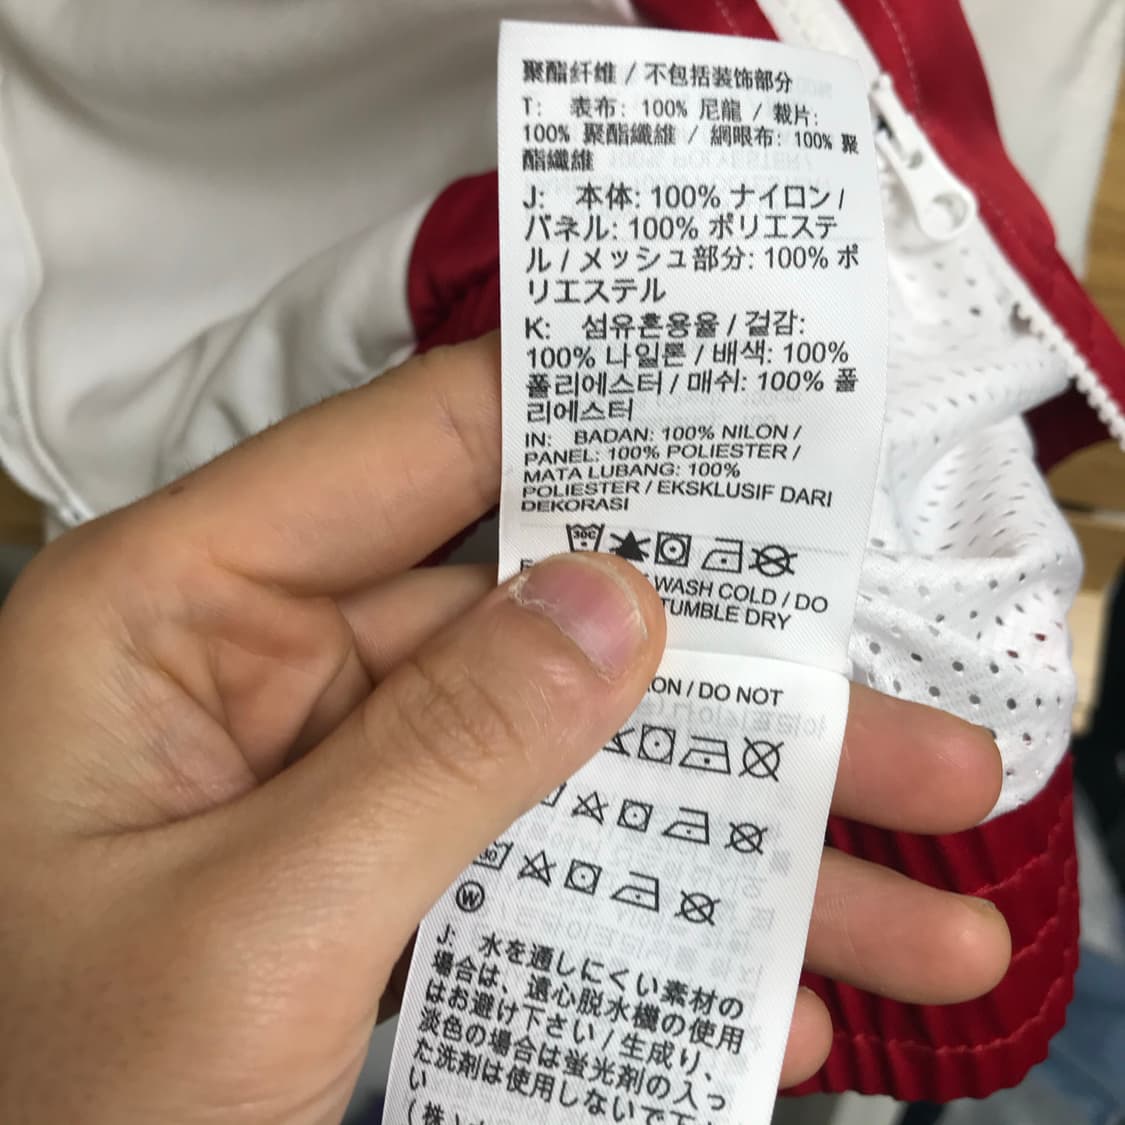 聚酯纤维 / 不包括装饰部分
T: 表布: 100% 尼龍 / 裁片:
100% 聚酯纖維 / 網眼布: 100% 聚
酯纖維
J: 本体: 100% ナイロン /
パネル: 100% ポリエステ
ル / メッシュ部分: 100% ポ
リエステル
K: 섬유혼용율 / 겉감:
100% 나일론 / 배색: 100%
폴리에스터 / 매쉬: 100% 폴
리에스터
IN: BADAN: 100% NILON /
PANEL: 100% POLIESTER /
MATA LUBANG: 100%
POLIESTER / EKSKLUSIF DARI
DEKORASI
30C
WASH COLD / DO
TUMBLE DRY
/ DO NOT
30
W
J: 水を通しにくい素材の
場合は、遠心脱水機の使用
はお避け下さい / 生成り、
淡色の場合は蛍光剤の入っ
た洗剤は使用しないで下
い
(株